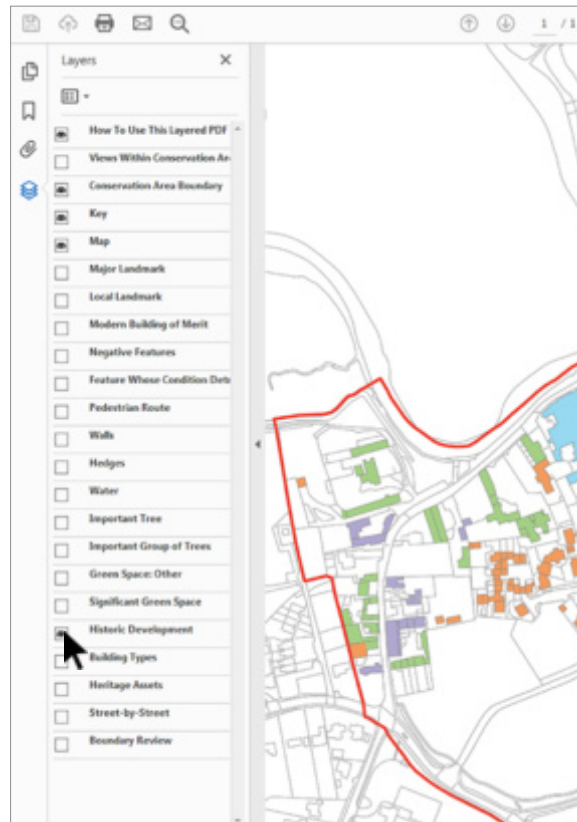 1 / 1
Layers
How To Use This Layered PDF
Views Within Conservation Ar
Conservation Area Boundary
Key
Map
Major Landmark
Local Landmark
Modern Building of Merit
Negative Features
Feature Whose Condition Detr
Pedestrian Route
Walls
Hedges
Water
Important Tree
Important Group of Trees
Green Space: Other
Significant Green Space
Historic Development
Building Types
Heritage Assets
Street-by-Street
Boundary Review